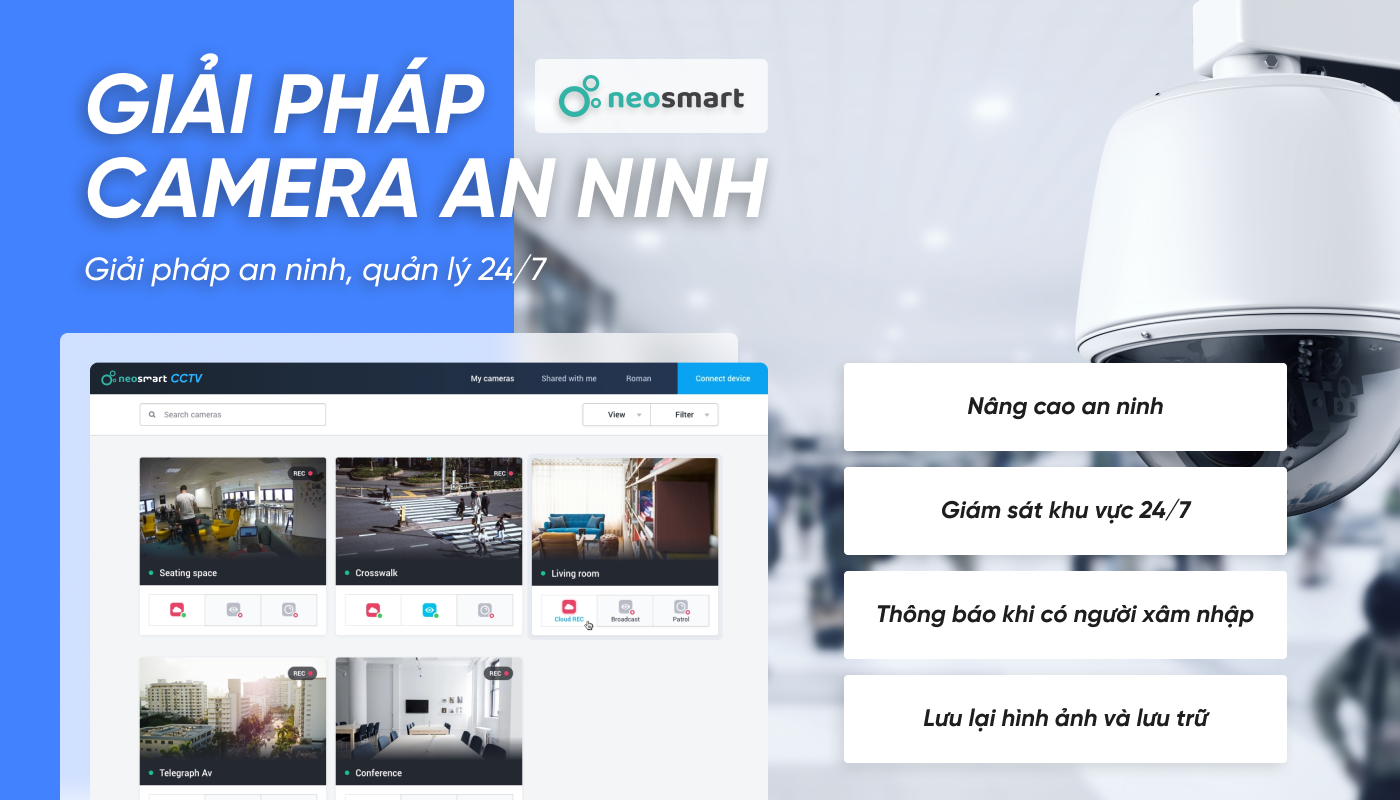 GIẢI PHÁP
neosmart
CAMERA AN NINH
Giải pháp an ninh, quản lý 24/7
neosmart CCTV
My cameras
Shared with me
Roman
Connect device
Search cameras
View
Filter
REC
REC
Seating space
Crosswalk
Living room
Cloud REC
Broadcast
Patrol
REC
REC
Telegraph Av
Conference
Nâng cao an ninh
Giám sát khu vực 24/7
Thông báo khi có người xâm nhập
Lưu lại hình ảnh và lưu trữ